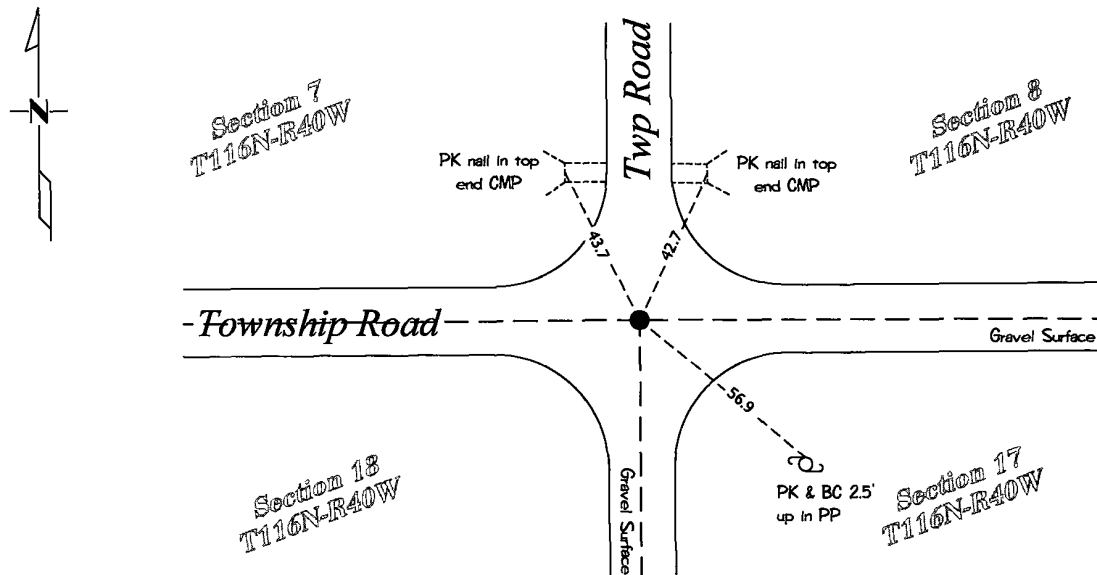 N
Section 7
T116N-R40W
Twp Road
Section 8
T116N-R40W
PK nail in top
end CMP
PK nail in top
end CMP
43.7
42.7
Township Road
Gravel Surface
56.9
Section 18
T116N-R40W
Gravel Surface
PK & BC 2.5'
up in PP
Section 17
T116N-R40W